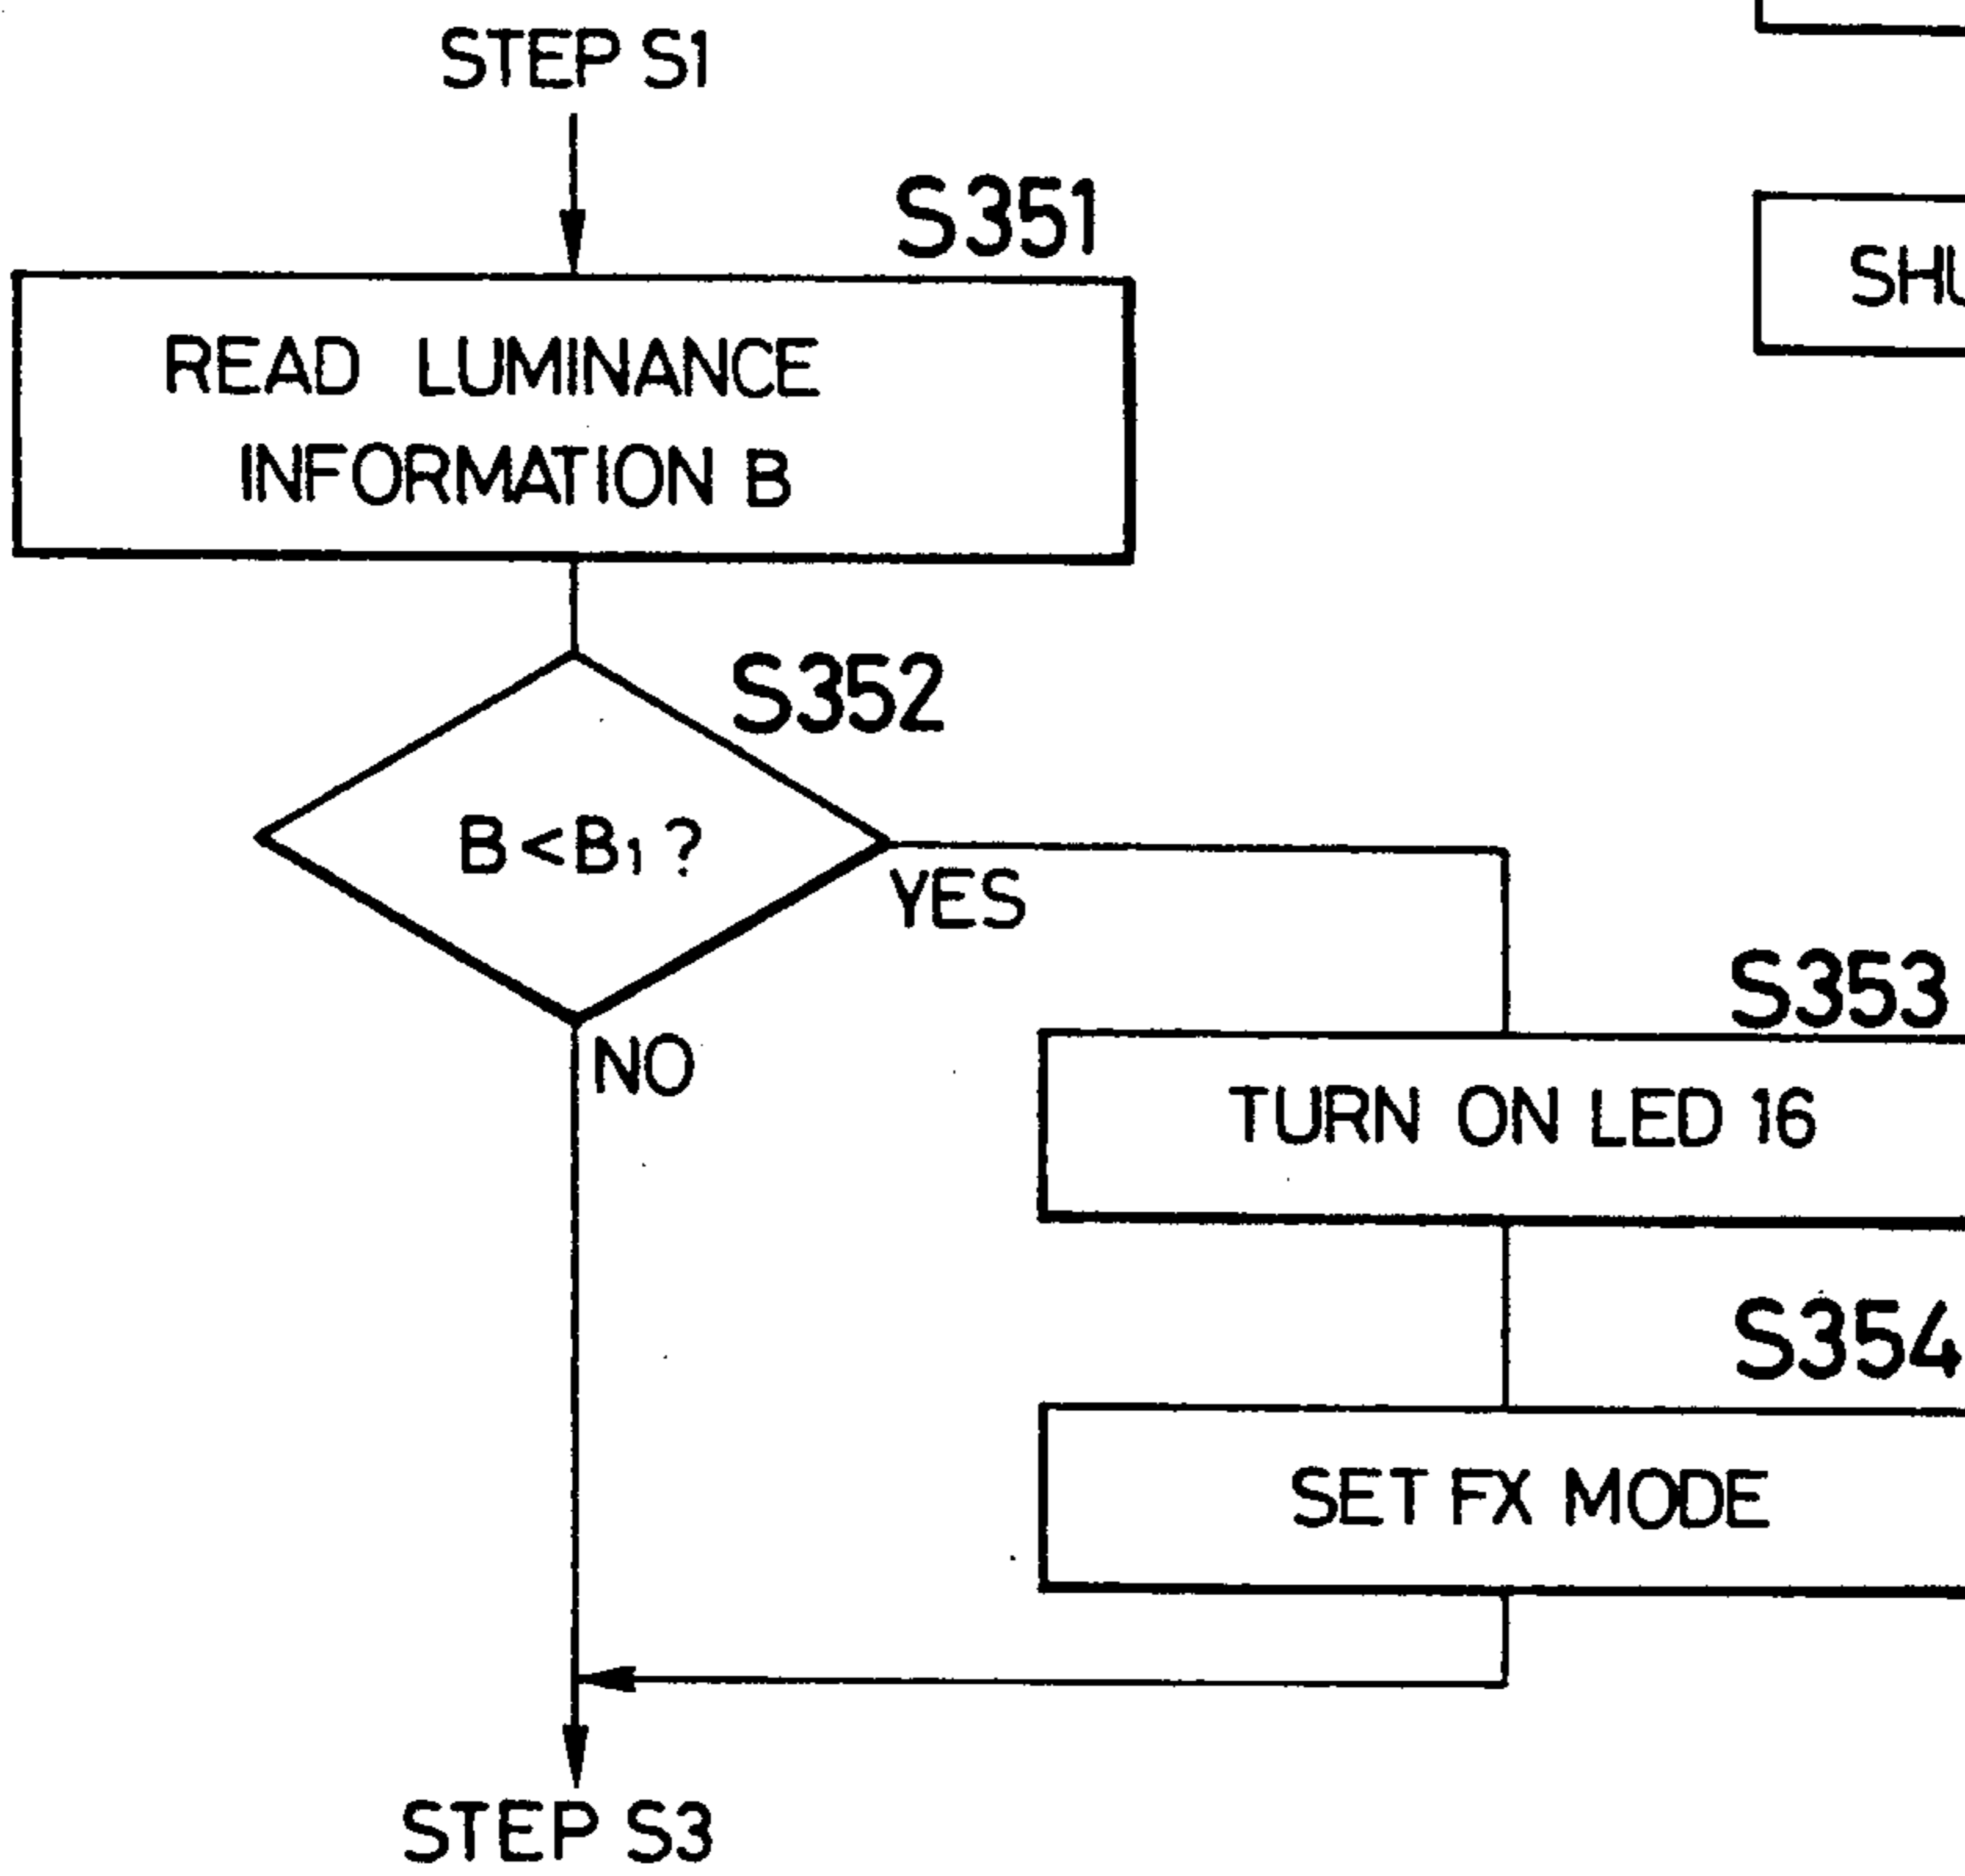 STEP S1
S351
READ LUMINANCE
INFORMATION B
SHU
S352
B<B₁?
YES
NO
S353
TURN ON LED 16
S354
SET FX MODE
STEP S3